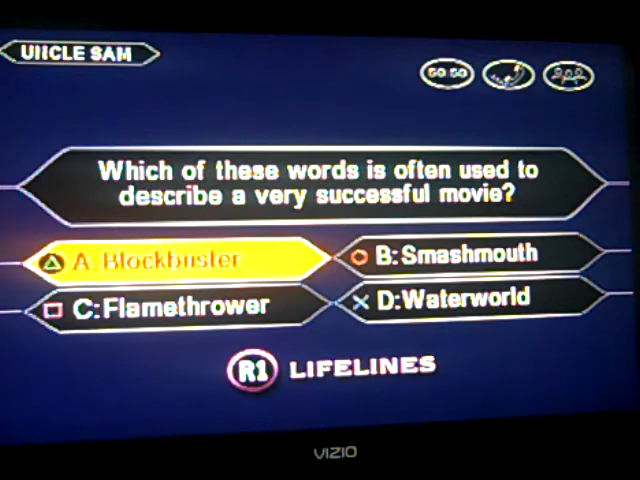 UNCLE SAM
50:50
Which of these words is often used to
describe a very successful movie?
A Blockbuster
B:Smashmouth
C:Flamethrower
D:Waterworld
R1 LIFELINES
VIZIO